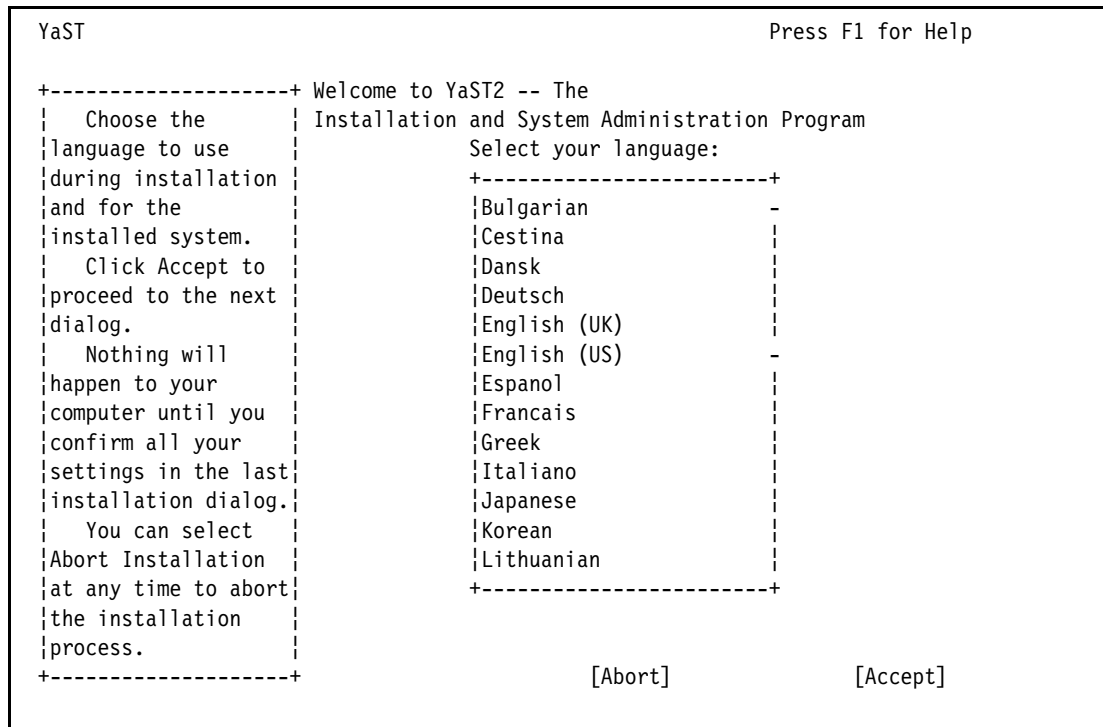 YaST Press F1 for Help
+-------------------+ Welcome to YaST2 -- The
¦   Choose the      ¦ Installation and System Administration Program
¦language to use    ¦ Select your language:
¦during installation ¦ +-----------------------+
¦and for the        ¦ ¦Bulgarian -
¦installed system.  ¦ ¦Cestina ¦
¦   Click Accept to ¦ ¦Dansk ¦
¦proceed to the next ¦ ¦Deutsch ¦
¦dialog.            ¦ ¦English (UK) ¦
¦   Nothing will    ¦ ¦English (US) -
¦happen to your     ¦ ¦Espanol ¦
¦computer until you ¦ ¦Francais ¦
¦confirm all your   ¦ ¦Greek ¦
¦settings in the last¦ ¦Italiano ¦
¦installation dialog.¦ ¦Japanese ¦
¦   You can select  ¦ ¦Korean ¦
¦Abort Installation ¦ ¦Lithuanian ¦
¦at any time to abort¦ +-----------------------+
¦the installation   ¦
¦process.           ¦
+-------------------+ [Abort] [Accept]